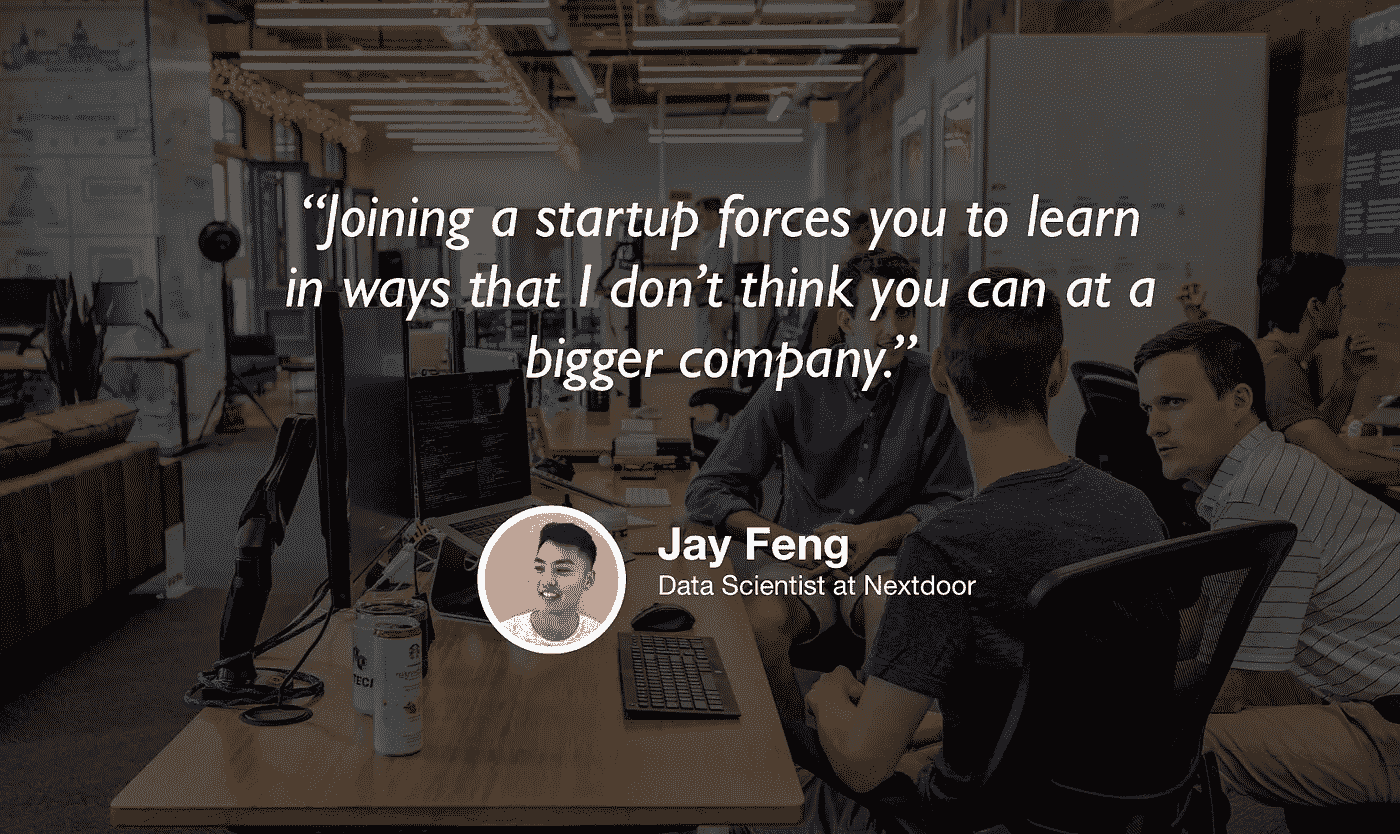 “Joining a startup forces you to learn
in ways that I don’t think you can at a
bigger company.”
Jay Feng
Data Scientist at Nextdoor